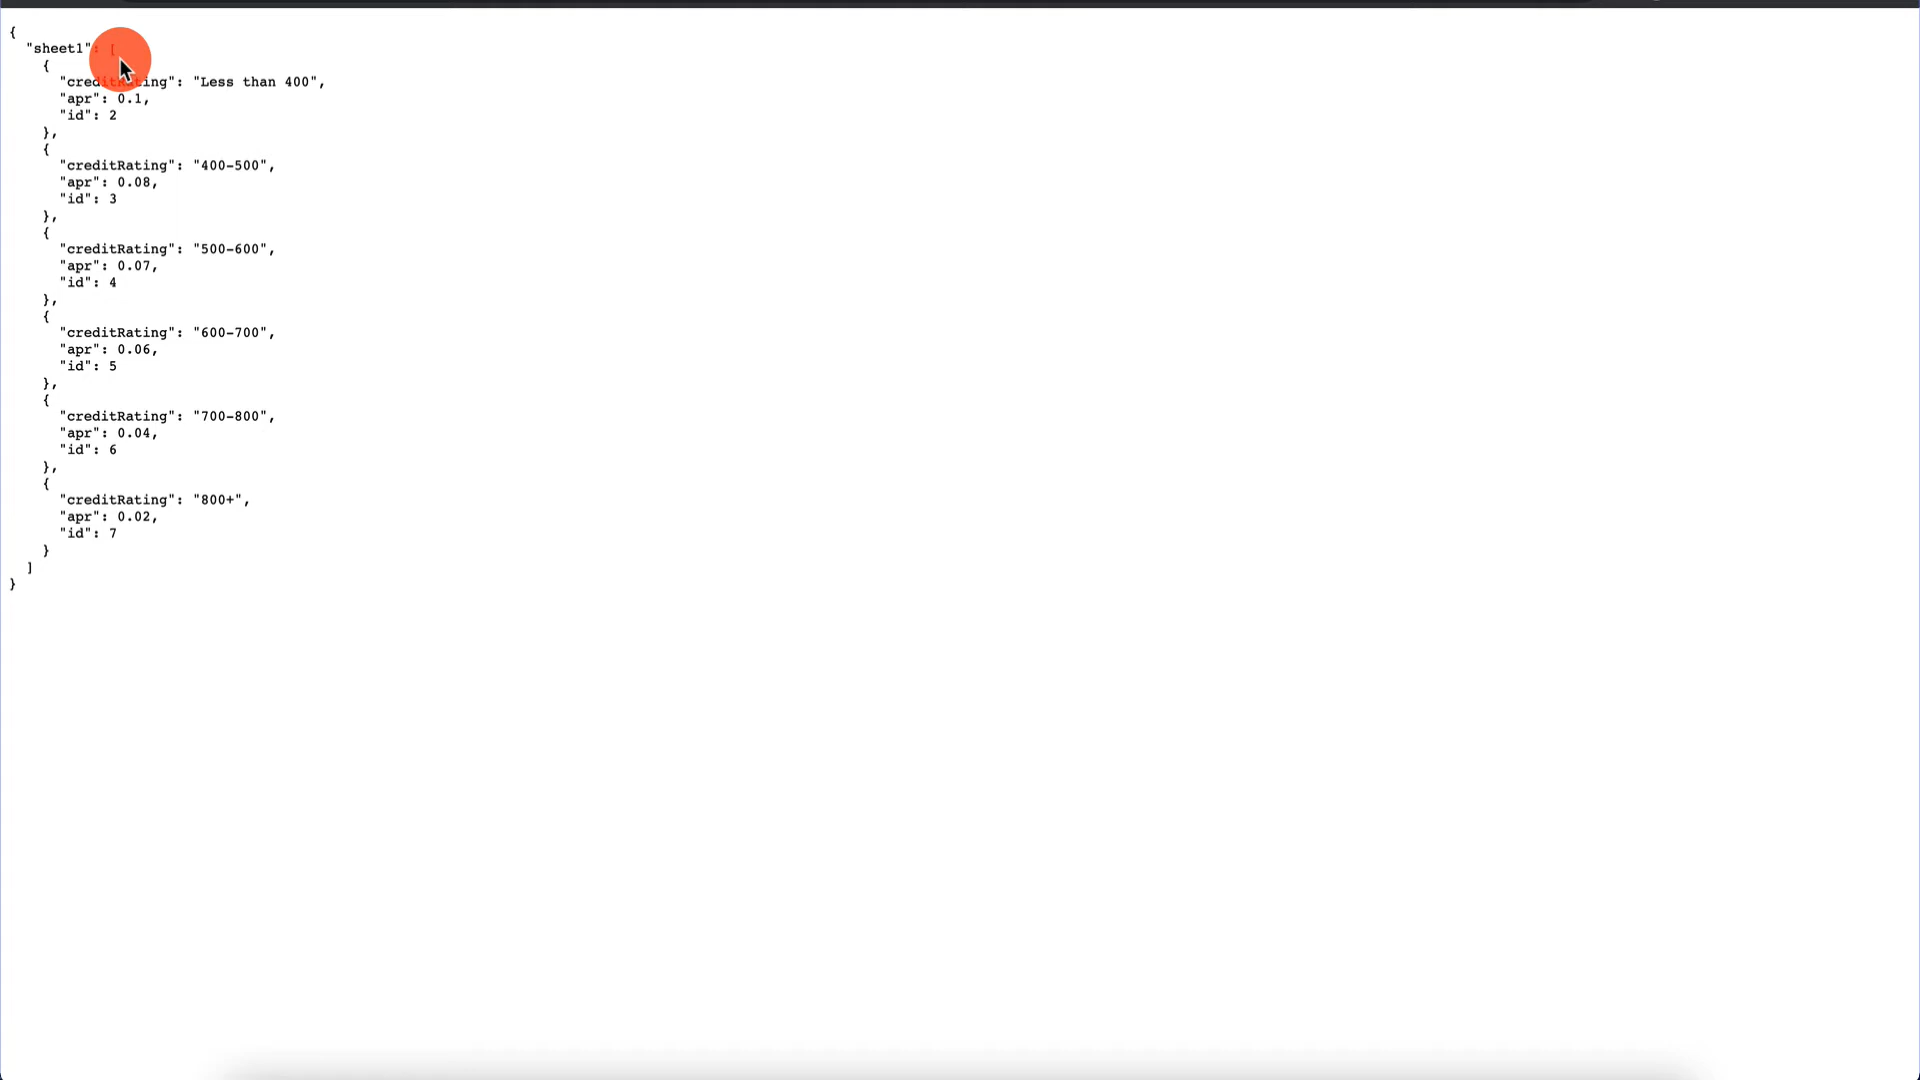 {
"sheet1": [
{
"creditRating": "Less than 400",
"apr": 0.1,
"id": 2
},
{
"creditRating": "400-500",
"apr": 0.08,
"id": 3
},
{
"creditRating": "500-600",
"apr": 0.07,
"id": 4
},
{
"creditRating": "600-700",
"apr": 0.06,
"id": 5
},
{
"creditRating": "700-800",
"apr": 0.04,
"id": 6
},
{
"creditRating": "800+",
"apr": 0.02,
"id": 7
}
]
}